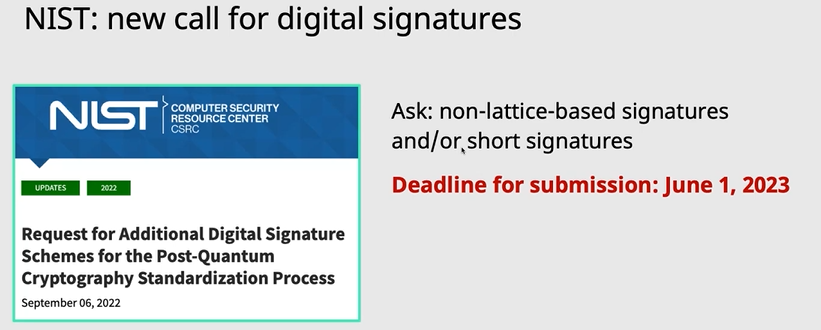 NIST: new call for digital signatures
NIST
COMPUTER SECURITY
RESOURCE CENTER
CSRC
UPDATES
2022
Request for Additional Digital Signature
Schemes for the Post-Quantum
Cryptography Standardization Process
September 06, 2022
Ask: non-lattice-based signatures
and/or short signatures
Deadline for submission: June 1, 2023